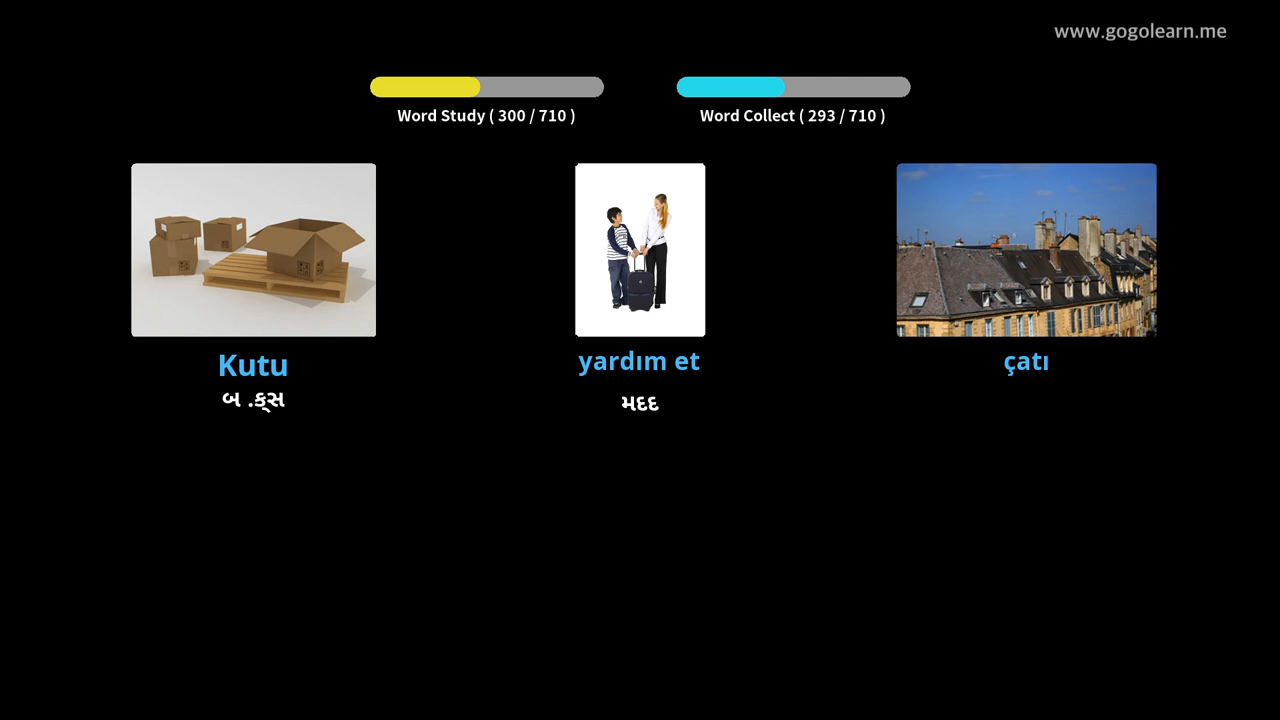 www.gogolearn.me
Word Study ( 300 / 710 )
Word Collect ( 293 / 710 )
Kutu
બ .ક્સ
yardım et
મદદ
çatı